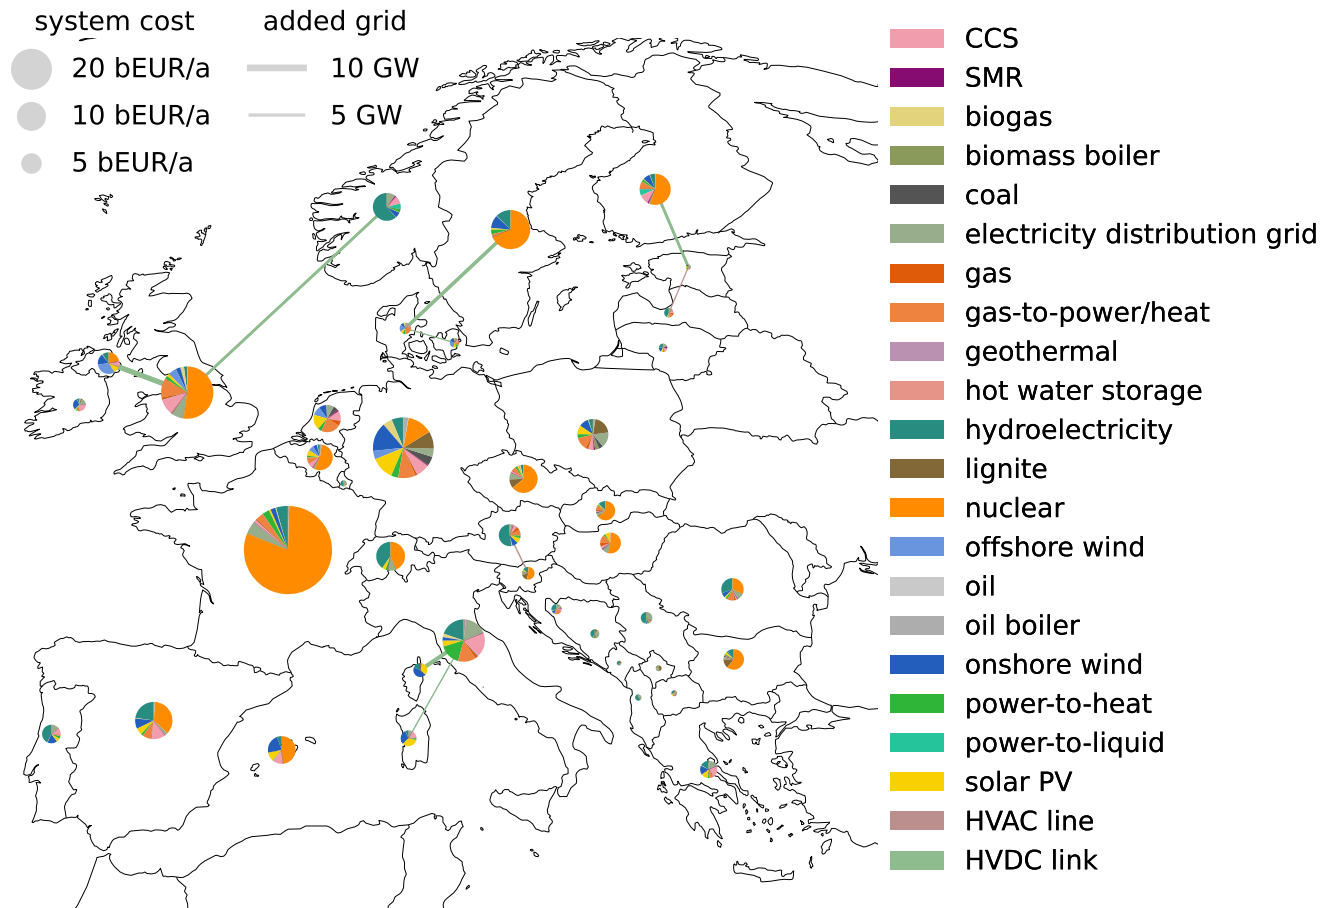 system cost
20 bEUR/a
10 bEUR/a
5 bEUR/a
added grid
10 GW
5 GW
CCS
SMR
biogas
biomass boiler
coal
electricity distribution grid
gas
gas-to-power/heat
geothermal
hot water storage
hydroelectricity
lignite
nuclear
offshore wind
oil
oil boiler
onshore wind
power-to-heat
power-to-liquid
solar PV
HVAC line
HVDC link